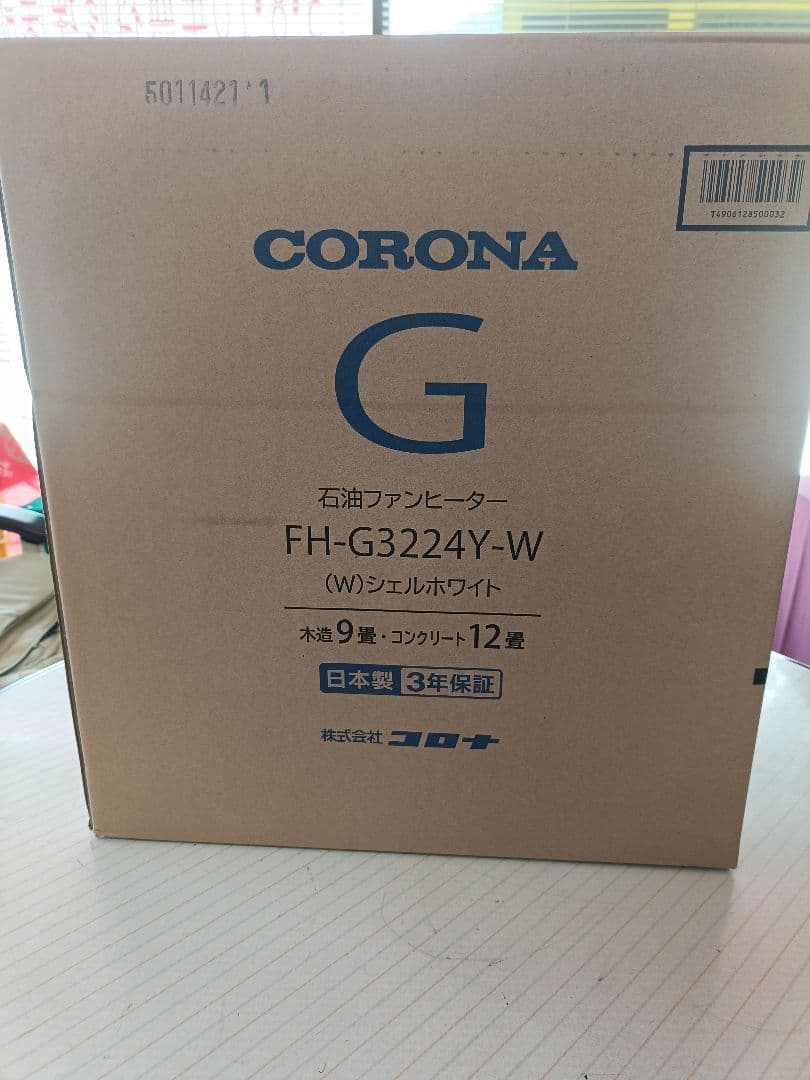 5011421'1
T4906128500032
CORONA
G
石油ファンヒーター
FH-G3224Y-W
(W)シェルホワイト
木造9畳・コンクリート12畳
日本製 3年保証
株式会社 コロナ